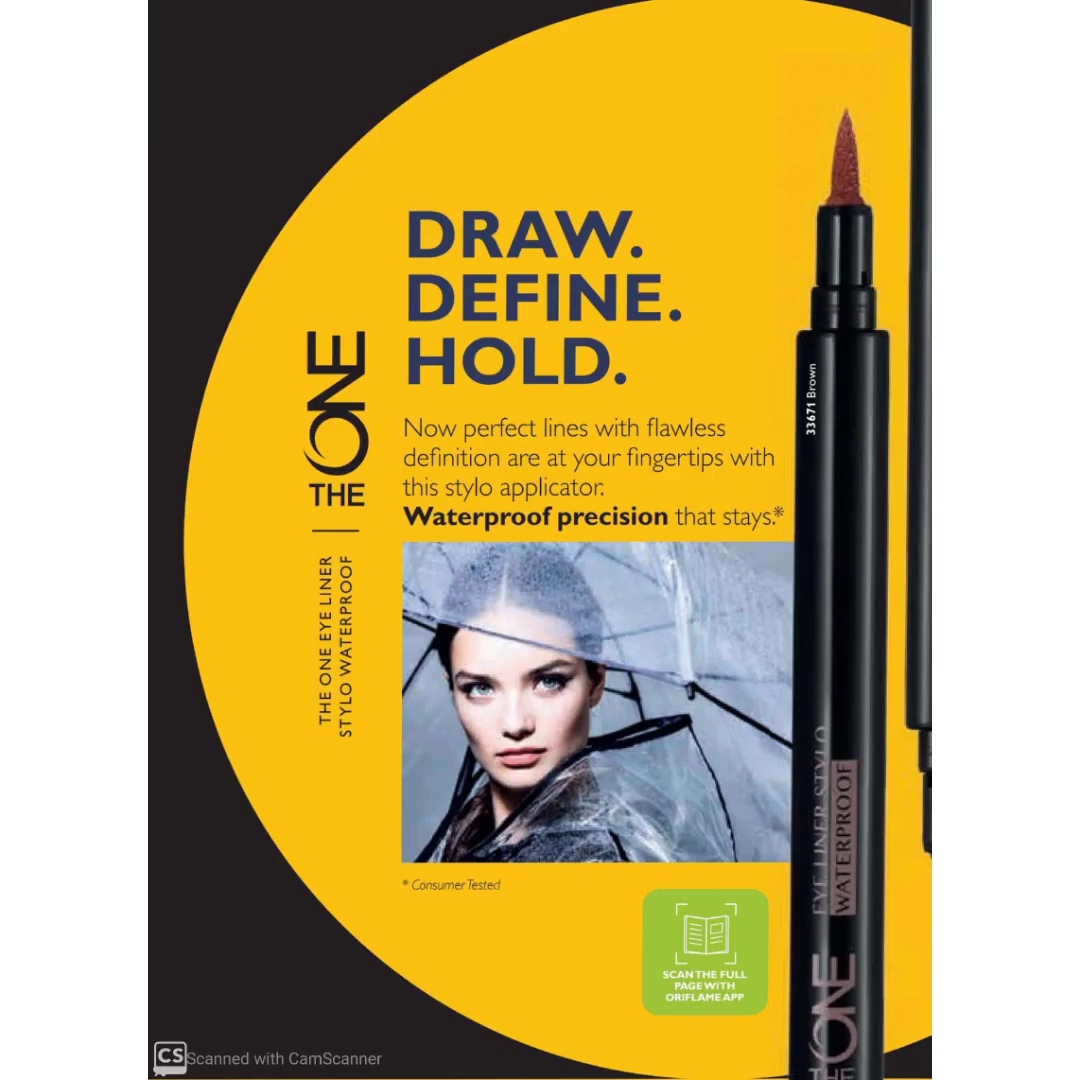 DRAW.
DEFINE.
HOLD.
Now perfect lines with flawless
definition are at your fingertips with
this stylo applicator.
Waterproof precision that stays.*
THE ONE
THE ONE EYE LINER
STYLO WATERPROOF
33671 Brown
EYE LINER STYLO
WATERPROOF
THE ONE
* Consumer Tested
SCAN THE FULL
PAGE WITH
ORIFLAME APP
CS Scanned with CamScanner